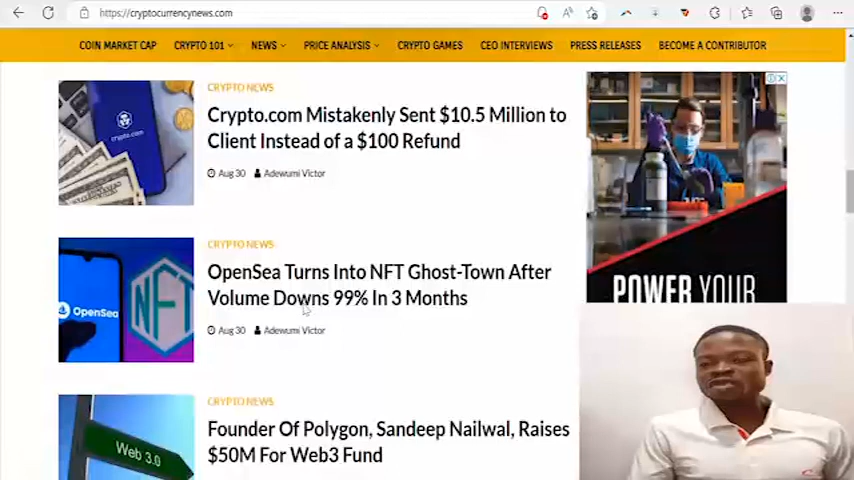 https://cryptocurrencynews.com
COIN MARKET CAP CRYPTO 101 NEWS PRICE ANALYSIS CRYPTO GAMES CEO INTERVIEWS PRESS RELEASES BECOME A CONTRIBUTOR
CRYPTO NEWS
Crypto.com Mistakenly Sent $10.5 Million to
Client Instead of a $100 Refund
Aug 30 Adewumi Victor
crypto.com
CRYPTO NEWS
OpenSea Turns Into NFT Ghost-Town After
Volume Downs 99% In 3 Months
Aug 30 Adewumi Victor
OpenSea
NFT
CRYPTO NEWS
Founder Of Polygon, Sandeep Nailwal, Raises
$50M For Web3 Fund
Web 3.0
POWER YOUR